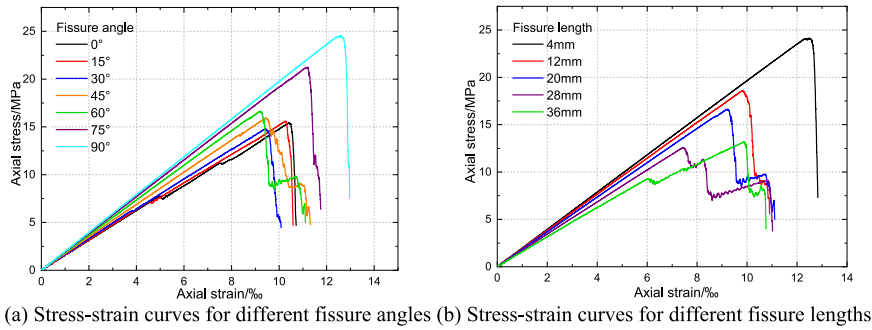 Fissure angle
0°
15°
30°
45°
60°
75°
90°
Axial stress/MPa
25
20
15
10
5
0
0 2 4 6 8 10 12 14
Axial strain/‰
Fissure length
4mm
12mm
20mm
28mm
36mm
Axial stress/MPa
25
20
15
10
5
0
0 2 4 6 8 10 12 14
Axial strain/‰
(a) Stress-strain curves for different fissure angles (b) Stress-strain curves for different fissure lengths